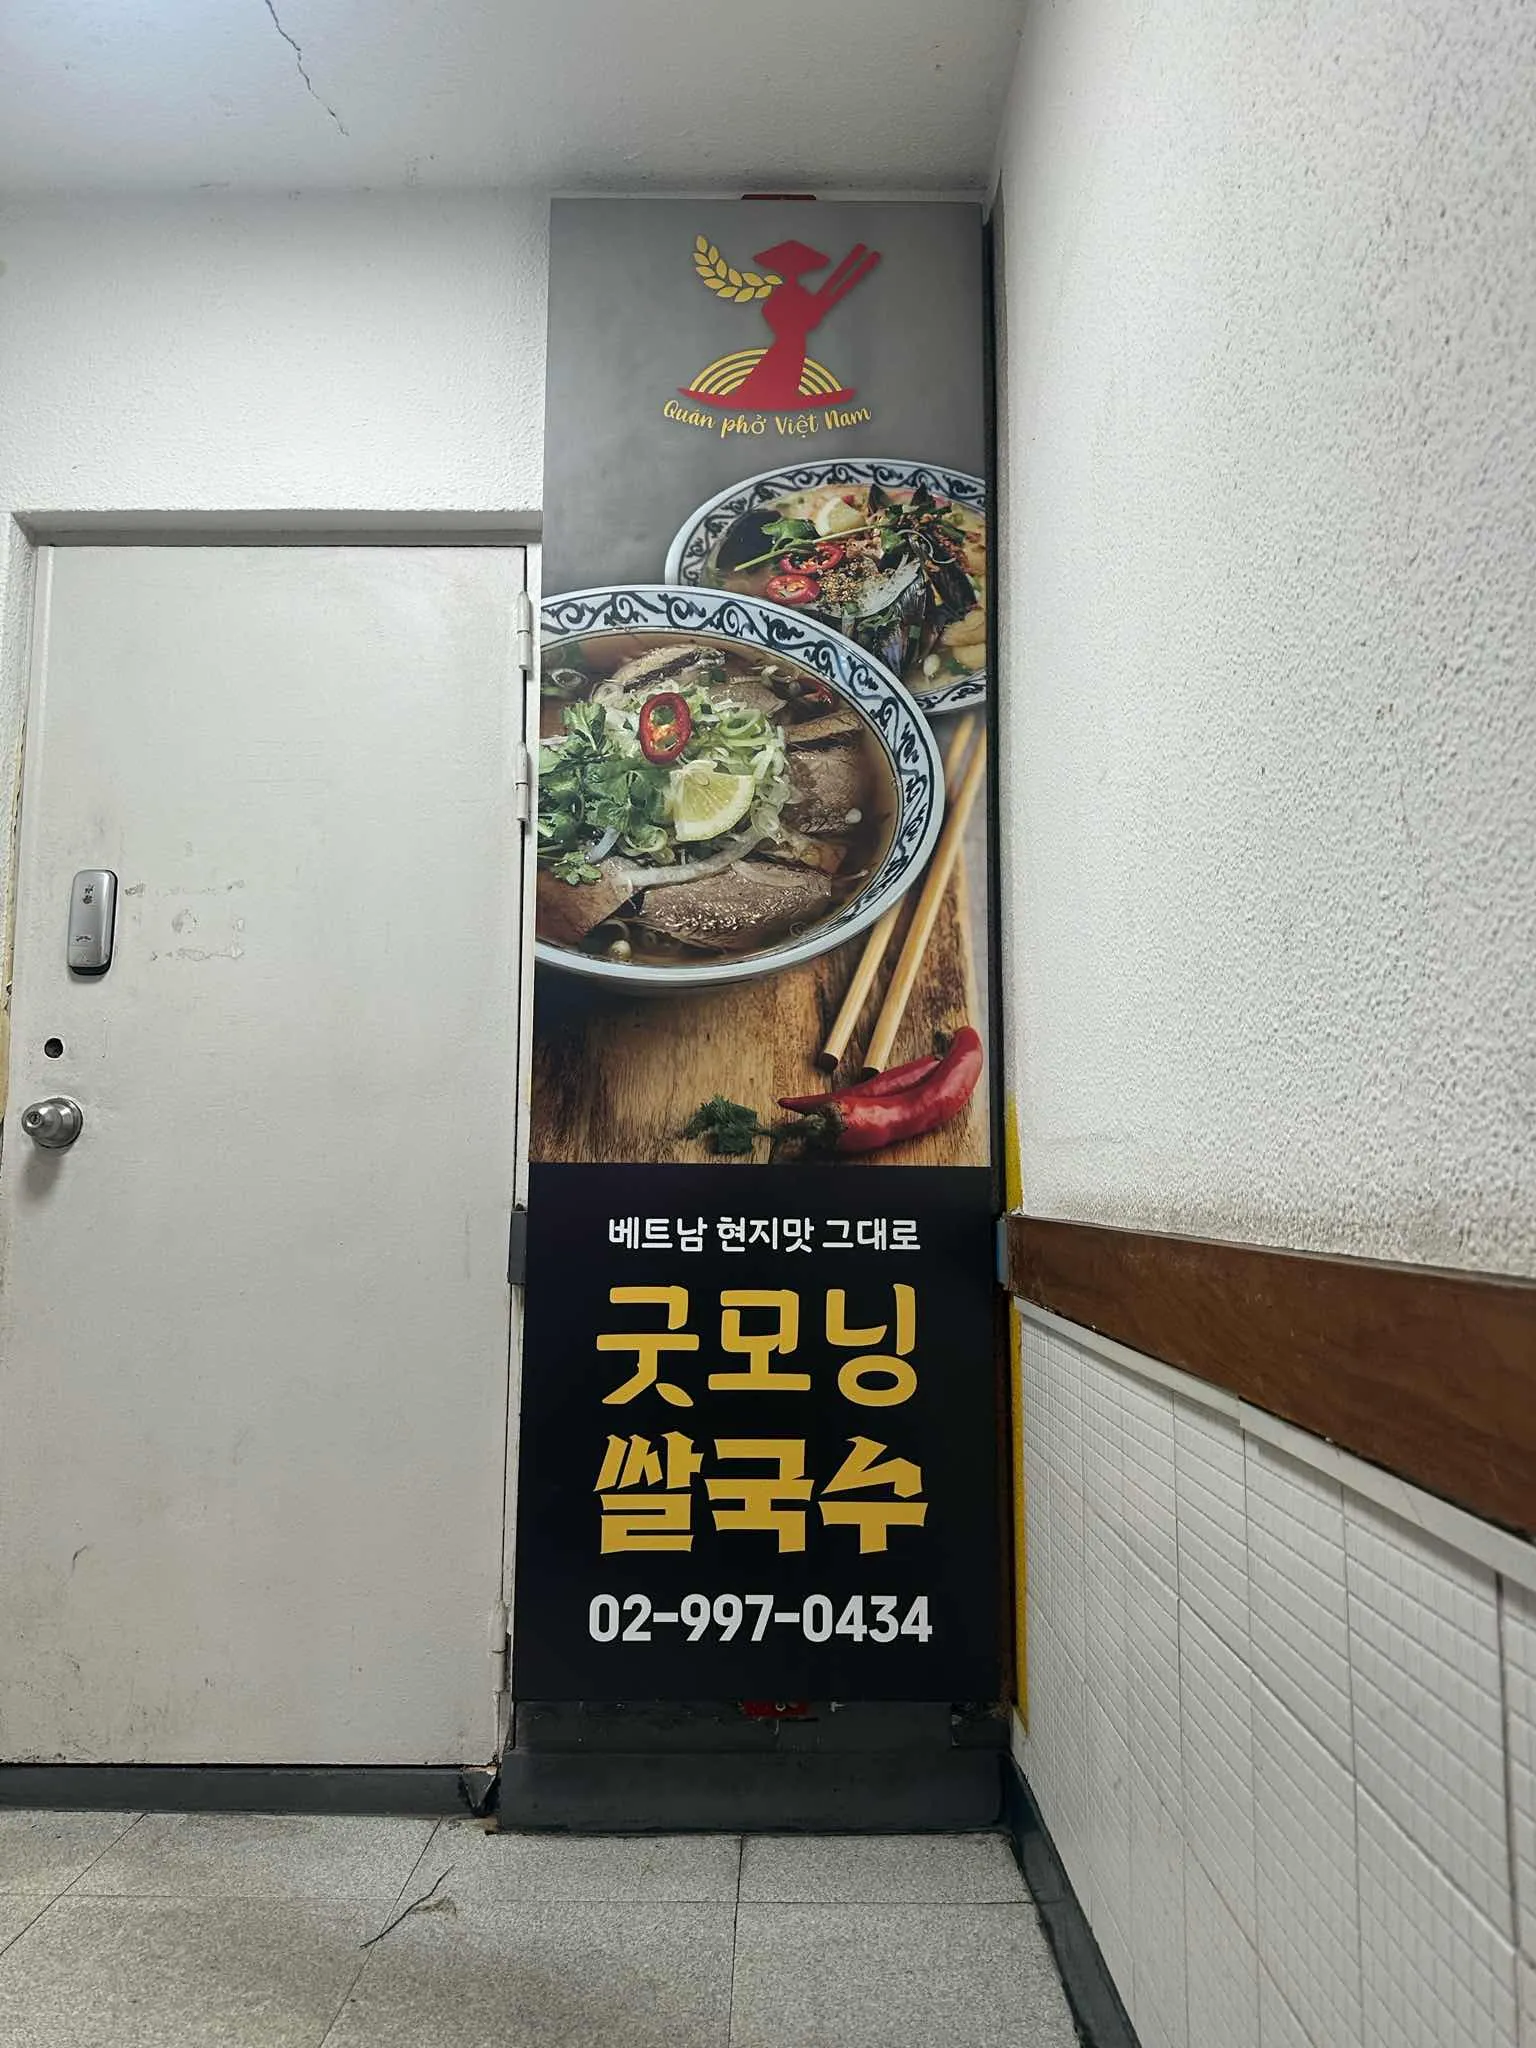 Quán phở Việt Nam
베트남 현지맛 그대로
굿모닝
쌀국수
02-997-0434